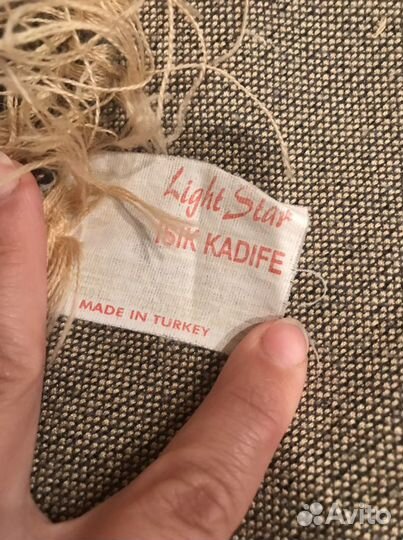 Light Star
IŞIK KADIFE
MADE IN TURKEY
Avito